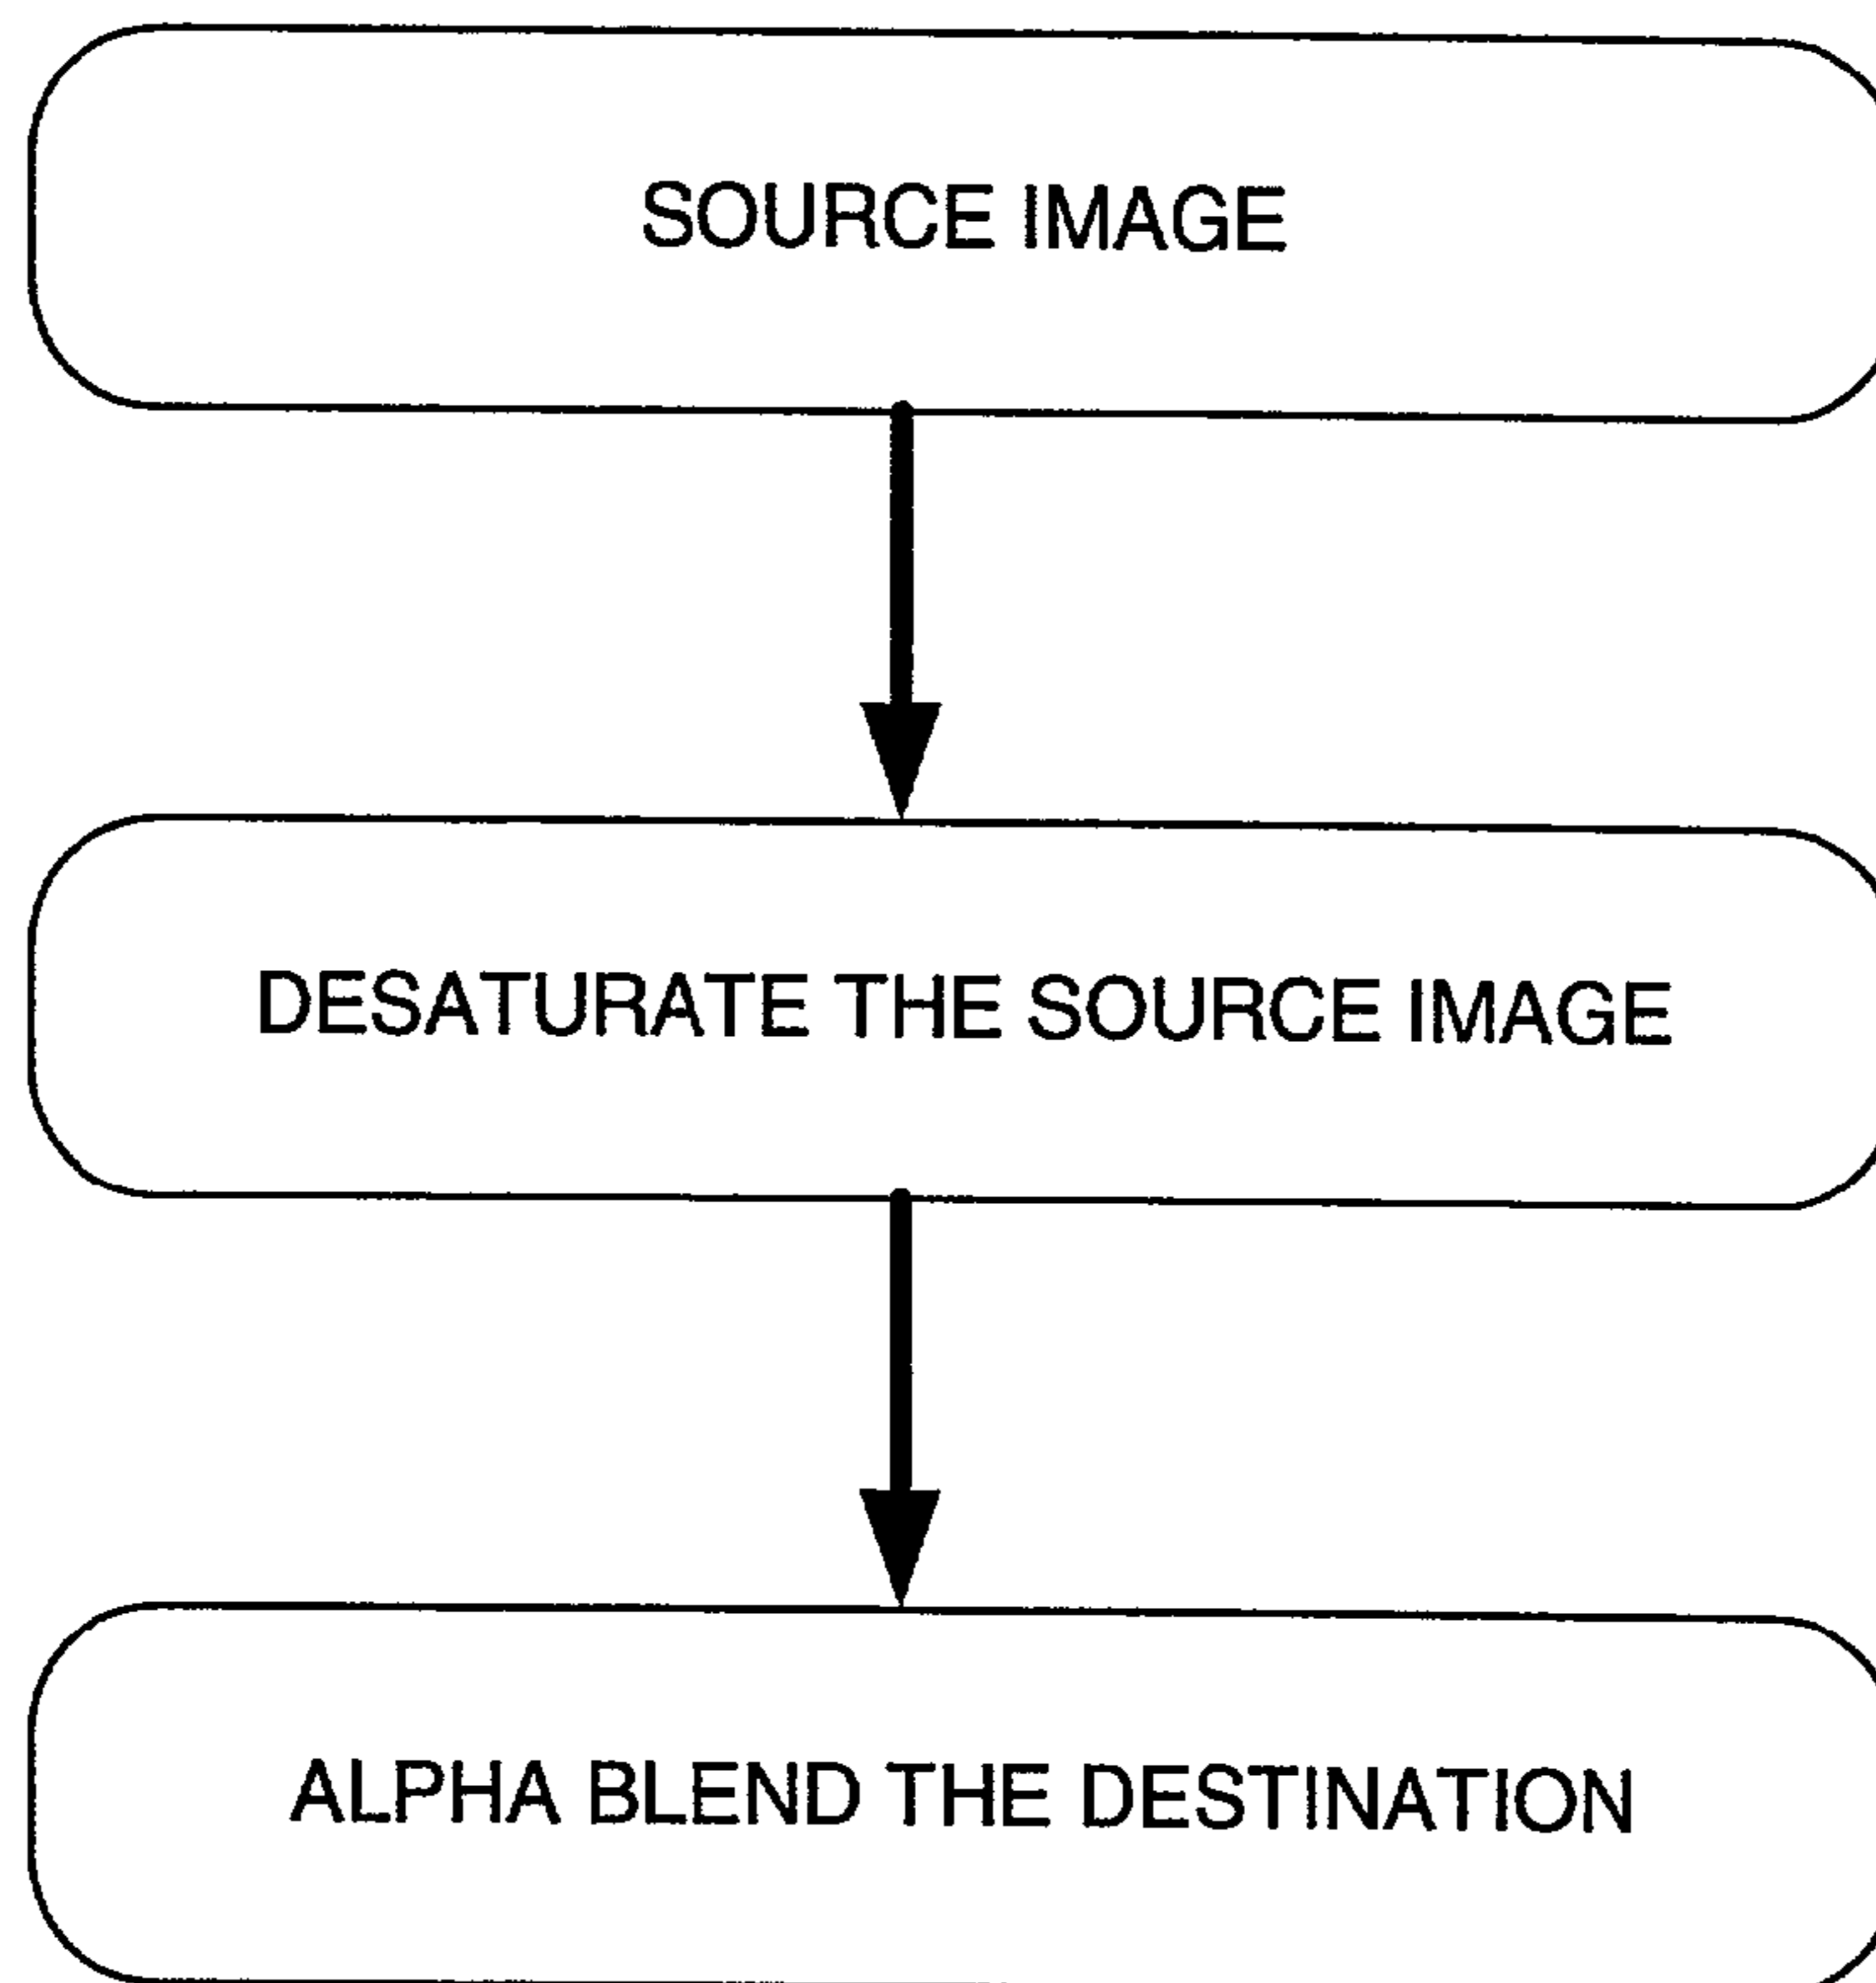 SOURCE IMAGE
DESATURATE THE SOURCE IMAGE
ALPHA BLEND THE DESTINATION